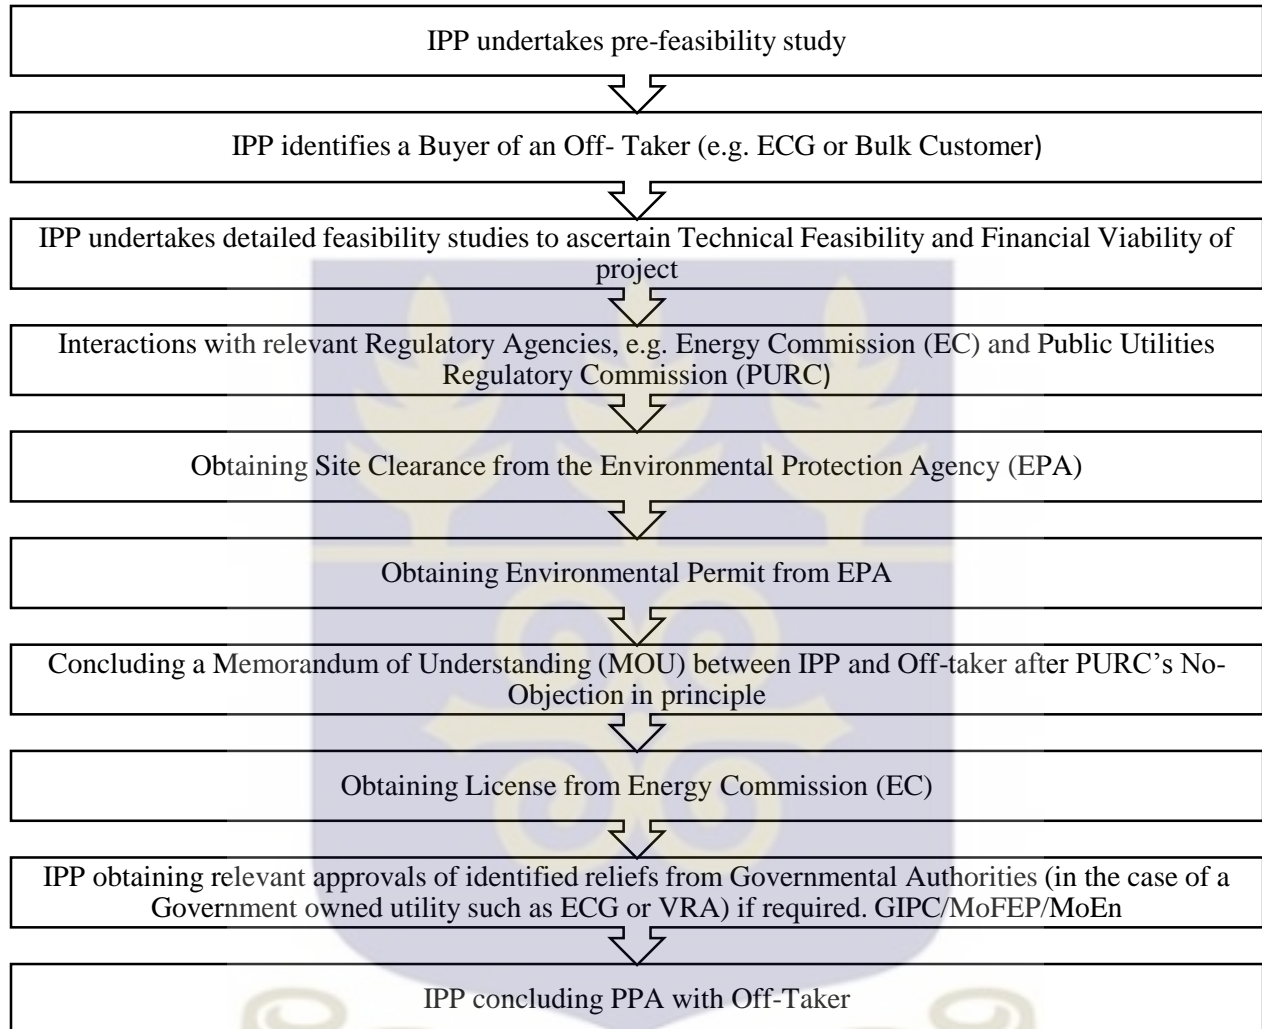 IPP undertakes pre-feasibility study
IPP identifies a Buyer of an Off- Taker (e.g. ECG or Bulk Customer)
IPP undertakes detailed feasibility studies to ascertain Technical Feasibility and Financial Viability of
project
Interactions with relevant Regulatory Agencies, e.g. Energy Commission (EC) and Public Utilities
Regulatory Commission (PURC)
Obtaining Site Clearance from the Environmental Protection Agency (EPA)
Obtaining Environmental Permit from EPA
Concluding a Memorandum of Understanding (MOU) between IPP and Off-taker after PURC’s No-
Objection in principle
Obtaining License from Energy Commission (EC)
IPP obtaining relevant approvals of identified reliefs from Governmental Authorities (in the case of a
Government owned utility such as ECG or VRA) if required. GIPC/MoFEP/MoEn
IPP concluding PPA with Off-Taker